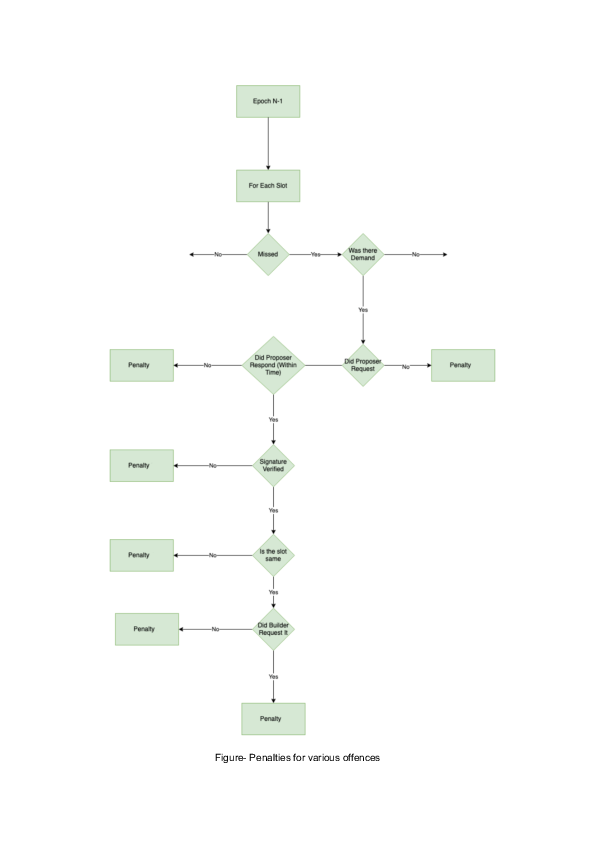 Epoch N-1
For Each Slot
No
Missed
Yes
Was there
Demand
No
Yes
Penalty
No
Did Proposer
Respond (Within
Time)
Did Proposer
Request
No
Penalty
Yes
Penalty
No
Signature
Verified
Yes
Penalty
No
Is the slot
same
Yes
Penalty
No
Did Builder
Request It
Yes
Penalty
Figure- Penalties for various offences